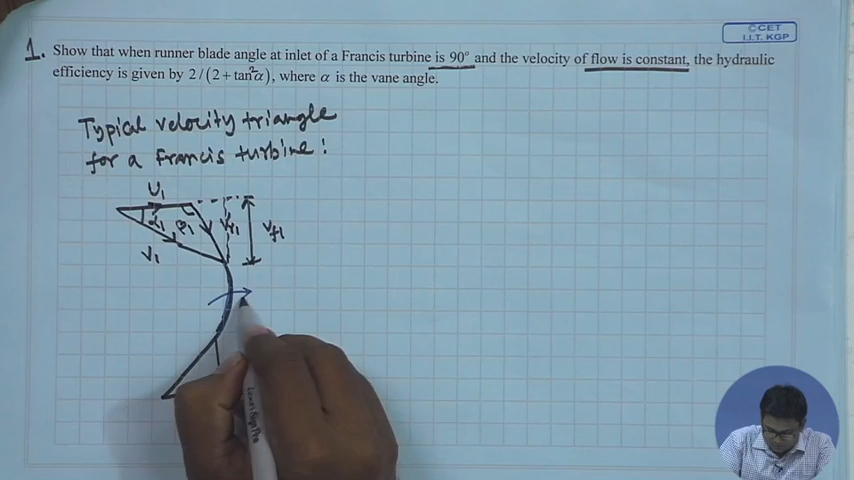 ©CET
I.I.T. KGP
1. Show that when runner blade angle at inlet of a Francis turbine is 90° and the velocity of flow is constant, the hydraulic
efficiency is given by 2/(2 + tan²α), where α is the vane angle.
Typical velocity triangle
for a Francis turbine:
U₁
α₁ β₁ Vr₁ Vf₁
V₁